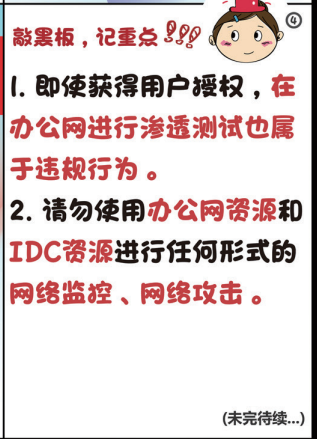 ④
敲黑板，记重点!!!
1. 即使获得用户授权，在
办公网进行渗透测试也属
于违规行为。
2. 请勿使用办公网资源和
IDC资源进行任何形式的
网络监控、网络攻击。
(未完待续...)